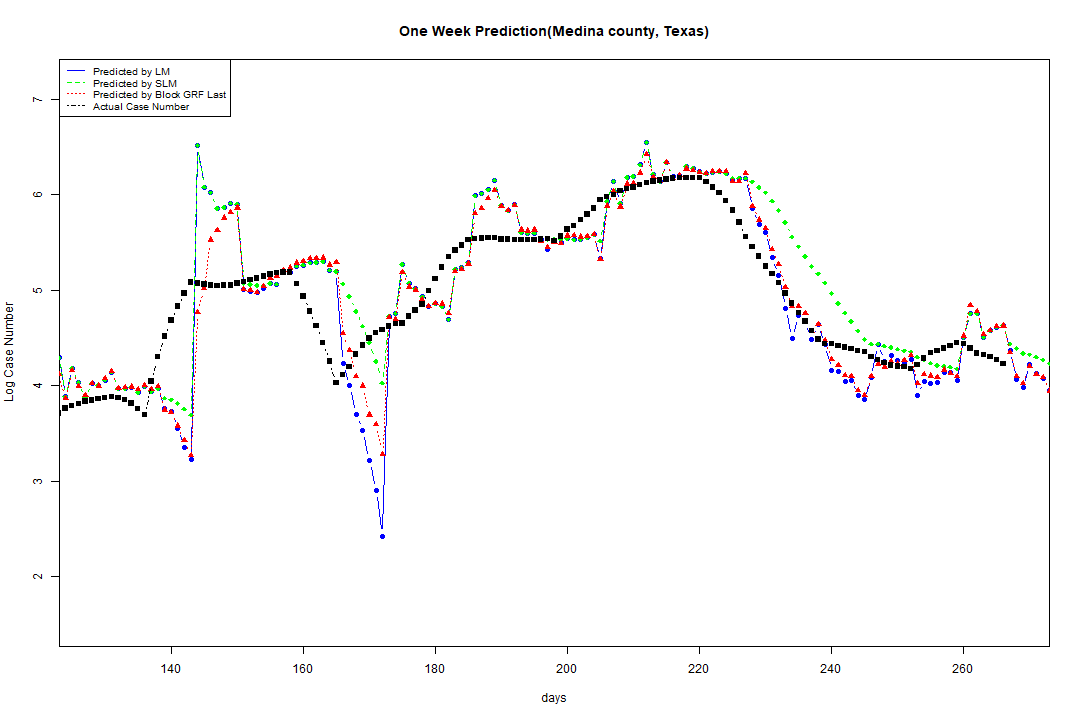 One Week Prediction(Medina county, Texas)
Predicted by LM
Predicted by SLM
Predicted by Block GRF Last
Actual Case Number
7
6
5
4
3
2
Log Case Number
140 160 180 200 220 240 260
days